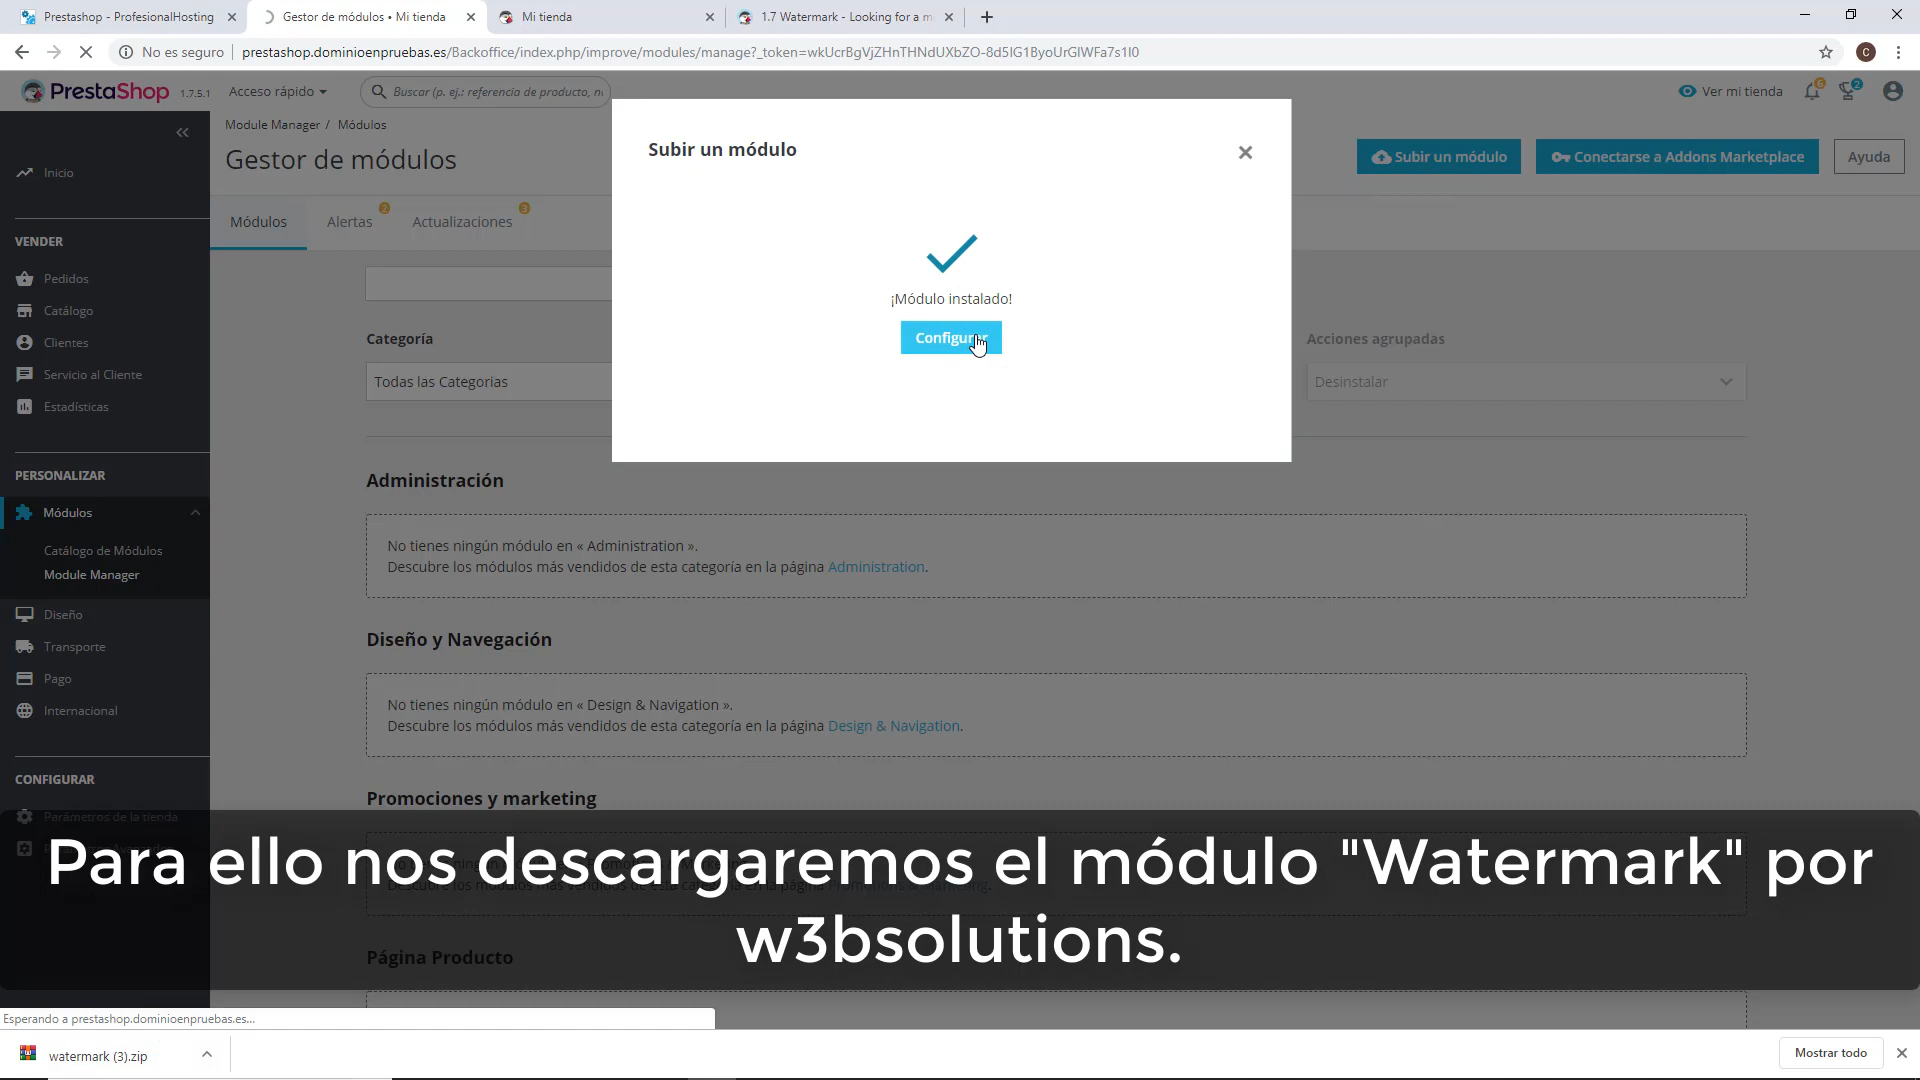 Prestashop - ProfesionalHosting
Gestor de módulos • Mi tienda
Mi tienda
1.7 Watermark - Looking for a m
No es seguro
prestashop.dominioenpruebas.es/Backoffice/index.php/improve/modules/manage?_token=wkUcrBgVjZHnTHNdUXbZO-8d5IG1ByoUrGlWFa7s1I0
C
PrestaShop
1.7.5.1
Acceso rápido
Buscar (p. ej.: referencia de producto, n
Ver mi tienda
6
2
Module Manager / Módulos
Gestor de módulos
Subir un módulo
Conectarse a Addons Marketplace
Ayuda
Módulos
Alertas
2
Actualizaciones
3
Subir un módulo
¡Módulo instalado!
Configurar
Inicio
VENDER
Pedidos
Catálogo
Clientes
Servicio al Cliente
Estadísticas
PERSONALIZAR
Módulos
Catálogo de Módulos
Module Manager
Diseño
Transporte
Pago
Internacional
CONFIGURAR
Parámetros de la tienda
Categoría
Todas las Categorias
Acciones agrupadas
Desinstalar
Administración
No tienes ningún módulo en « Administration ».
Descubre los módulos más vendidos de esta categoría en la página Administration.
Diseño y Navegación
No tienes ningún módulo en « Design & Navigation ».
Descubre los módulos más vendidos de esta categoría en la página Design & Navigation.
Promociones y marketing
Para ello nos descargaremos el módulo "Watermark" por
w3bsolutions.
Página Producto
Esperando a prestashop.dominioenpruebas.es...
watermark (3).zip
Mostrar todo